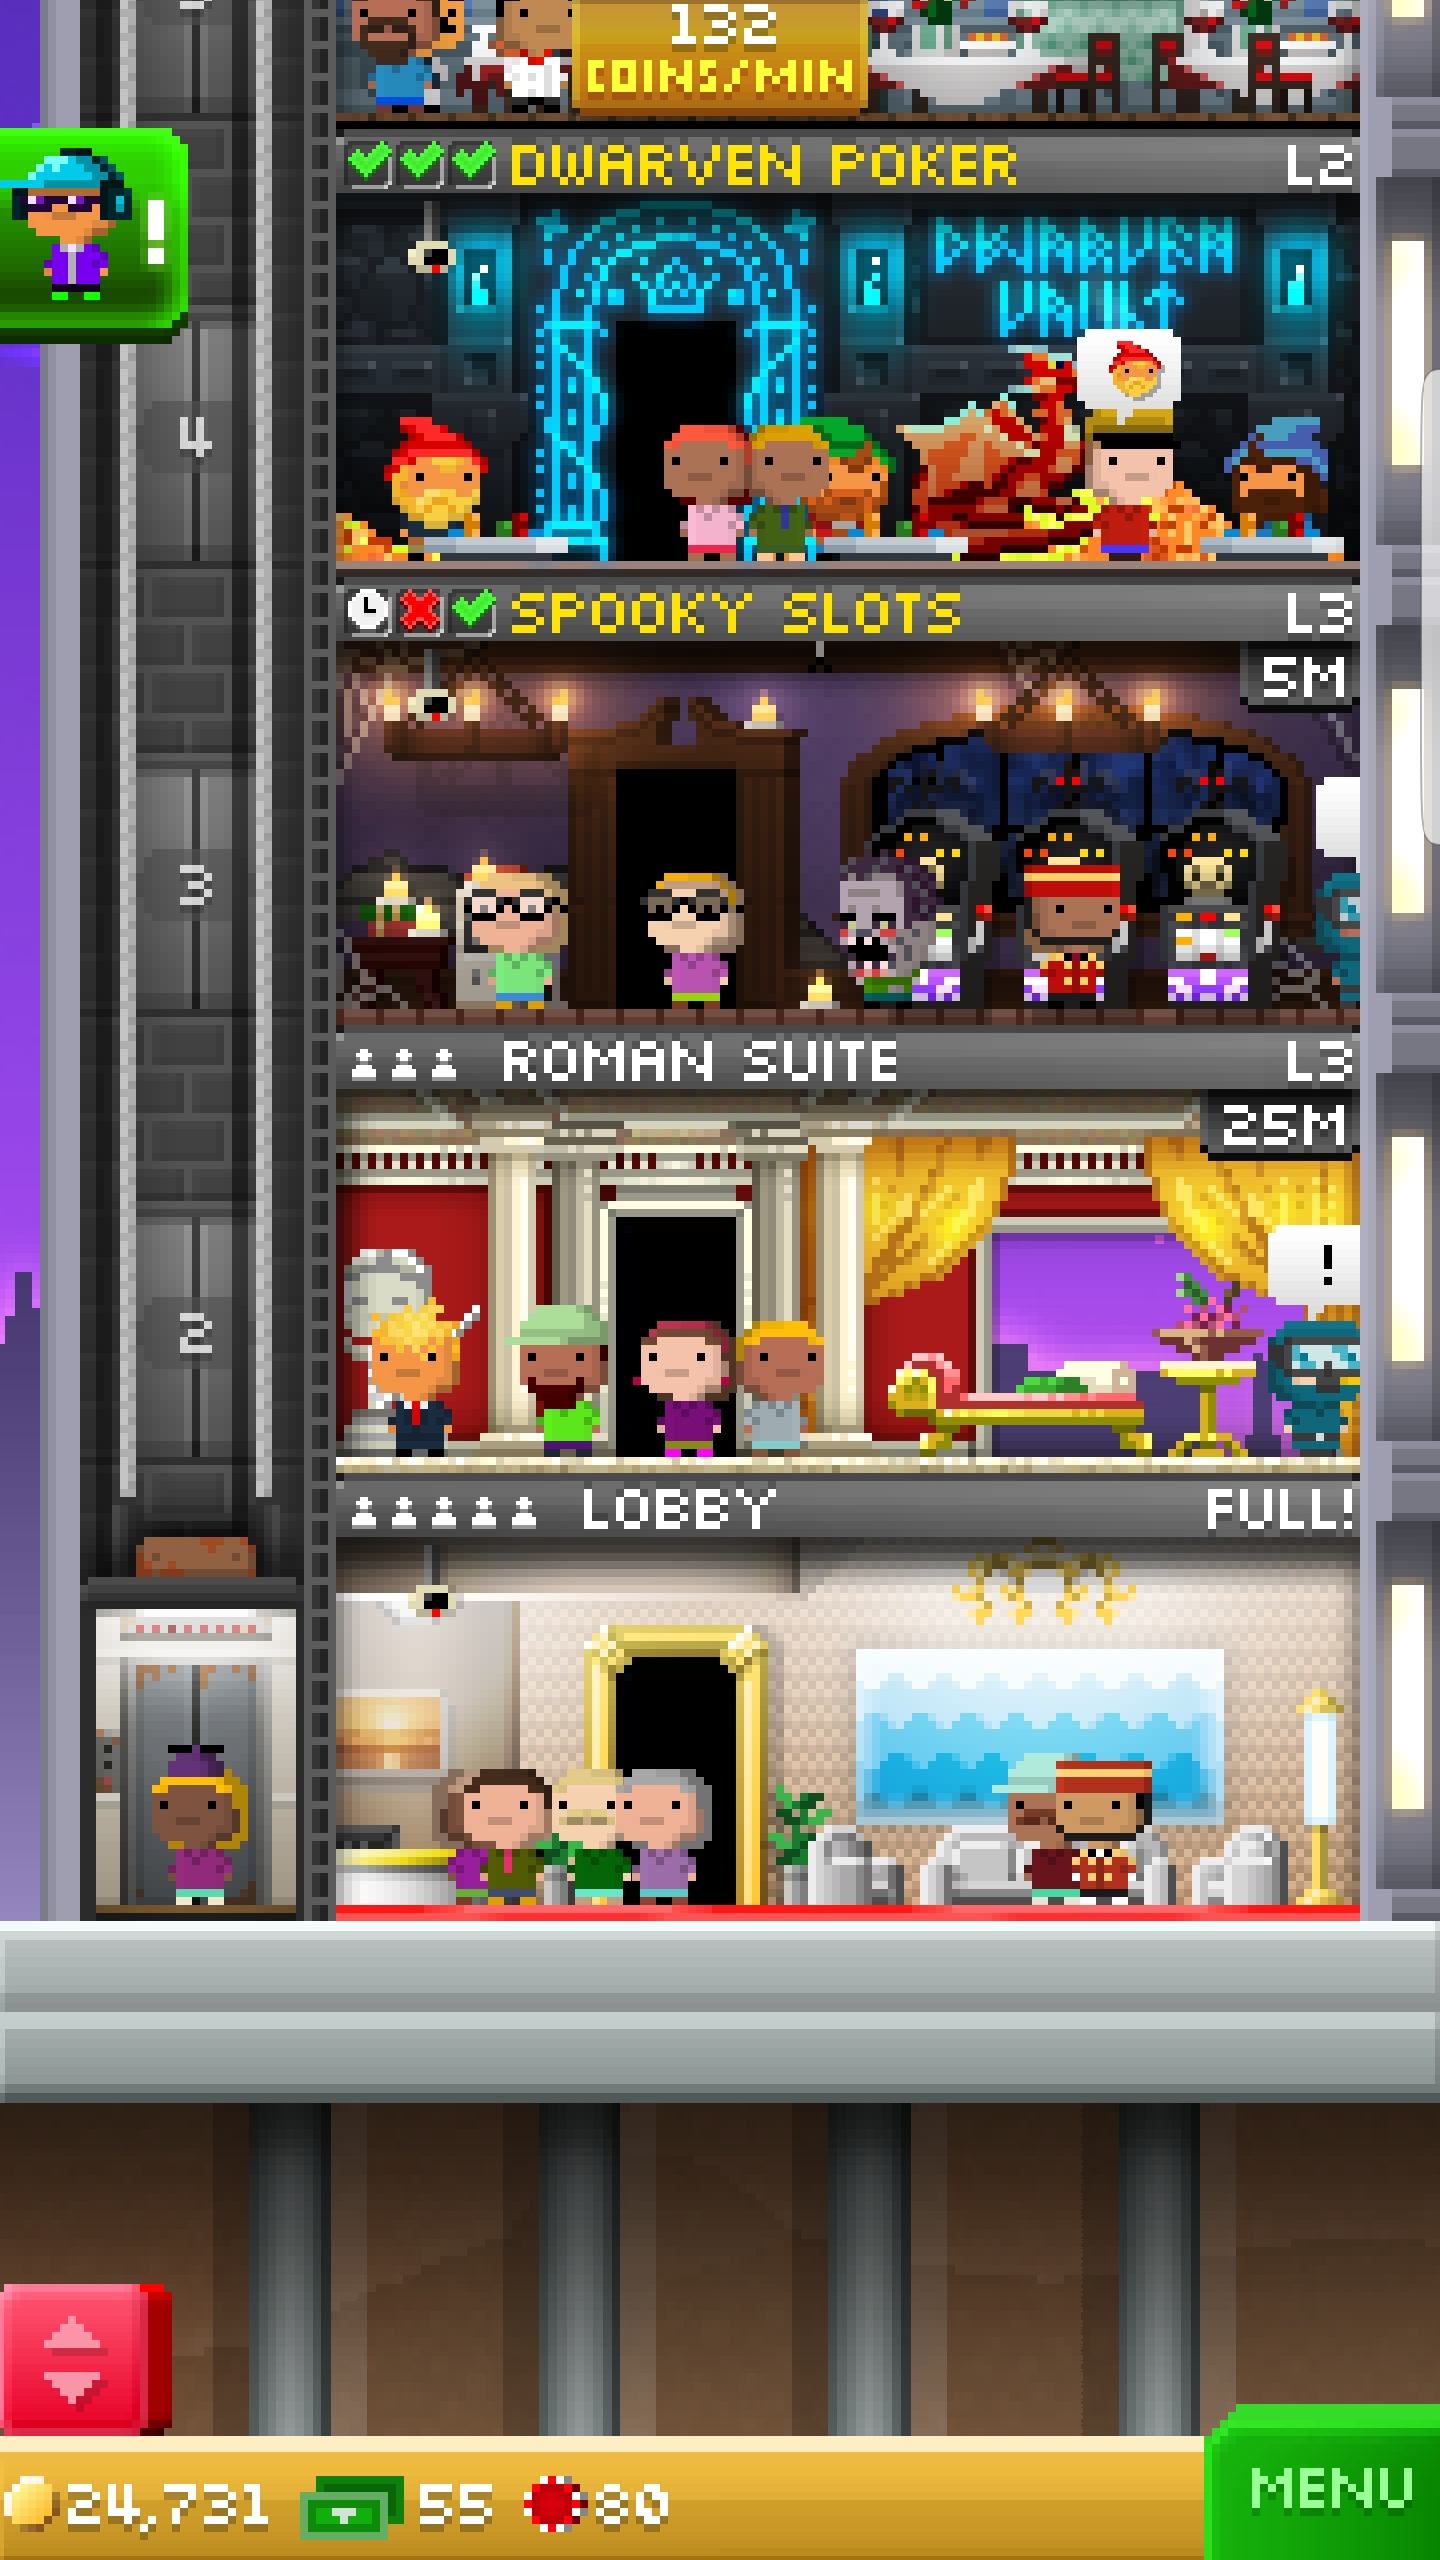 132
COINS/MIN
DWARVEN POKER L2
!
DWARVEN
VAULT
4
SPOOKY SLOTS L3
5M
3
ROMAN SUITE L3
25M
!
2
LOBBY FULL!
24,731 55 80
MENU